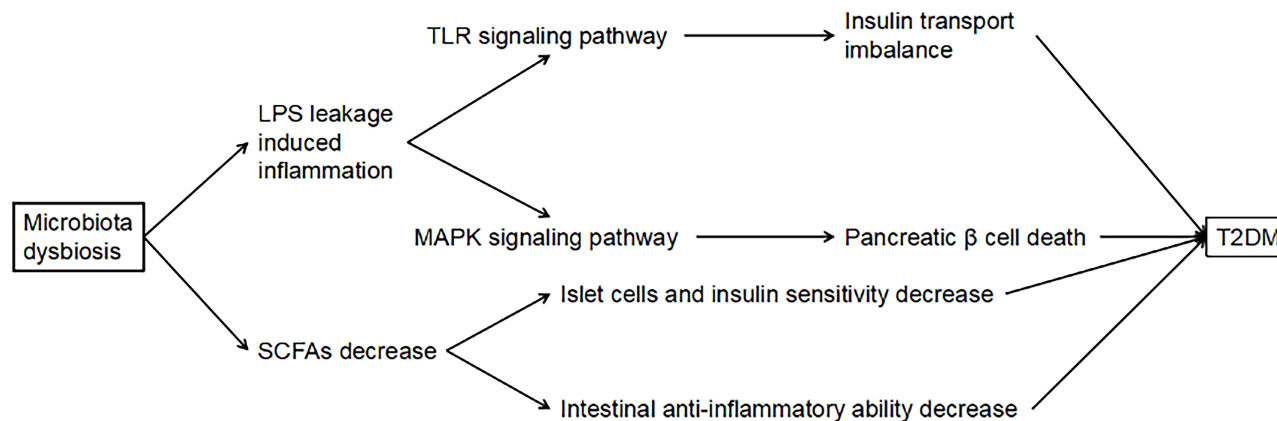 TLR signaling pathway
Insulin transport
imbalance
LPS leakage
induced
inflammation
Microbiota
dysbiosis
MAPK signaling pathway
Pancreatic β cell death
T2DM
Islet cells and insulin sensitivity decrease
SCFAs decrease
Intestinal anti-inflammatory ability decrease